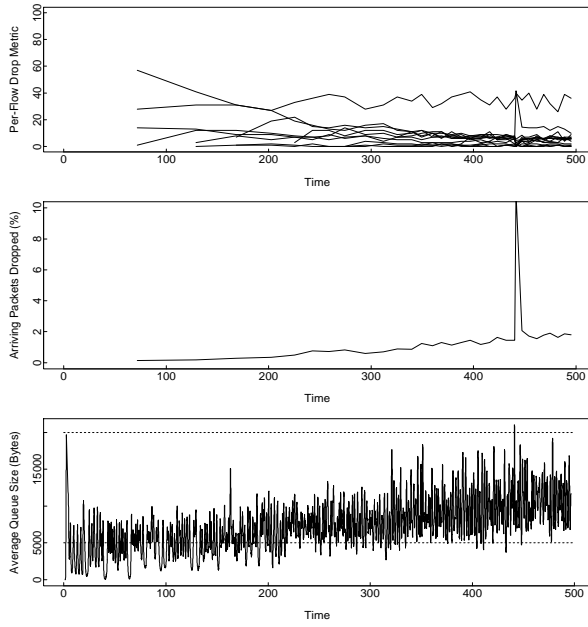 Per-Flow Drop Metric
100
80
60
40
20
0
0 100 200 300 400 500
Time
Arriving Packets Dropped (%)
10
8
6
4
2
0
0 100 200 300 400 500
Time
Average Queue Size (Bytes)
15000
5000
0
0 100 200 300 400 500
Time